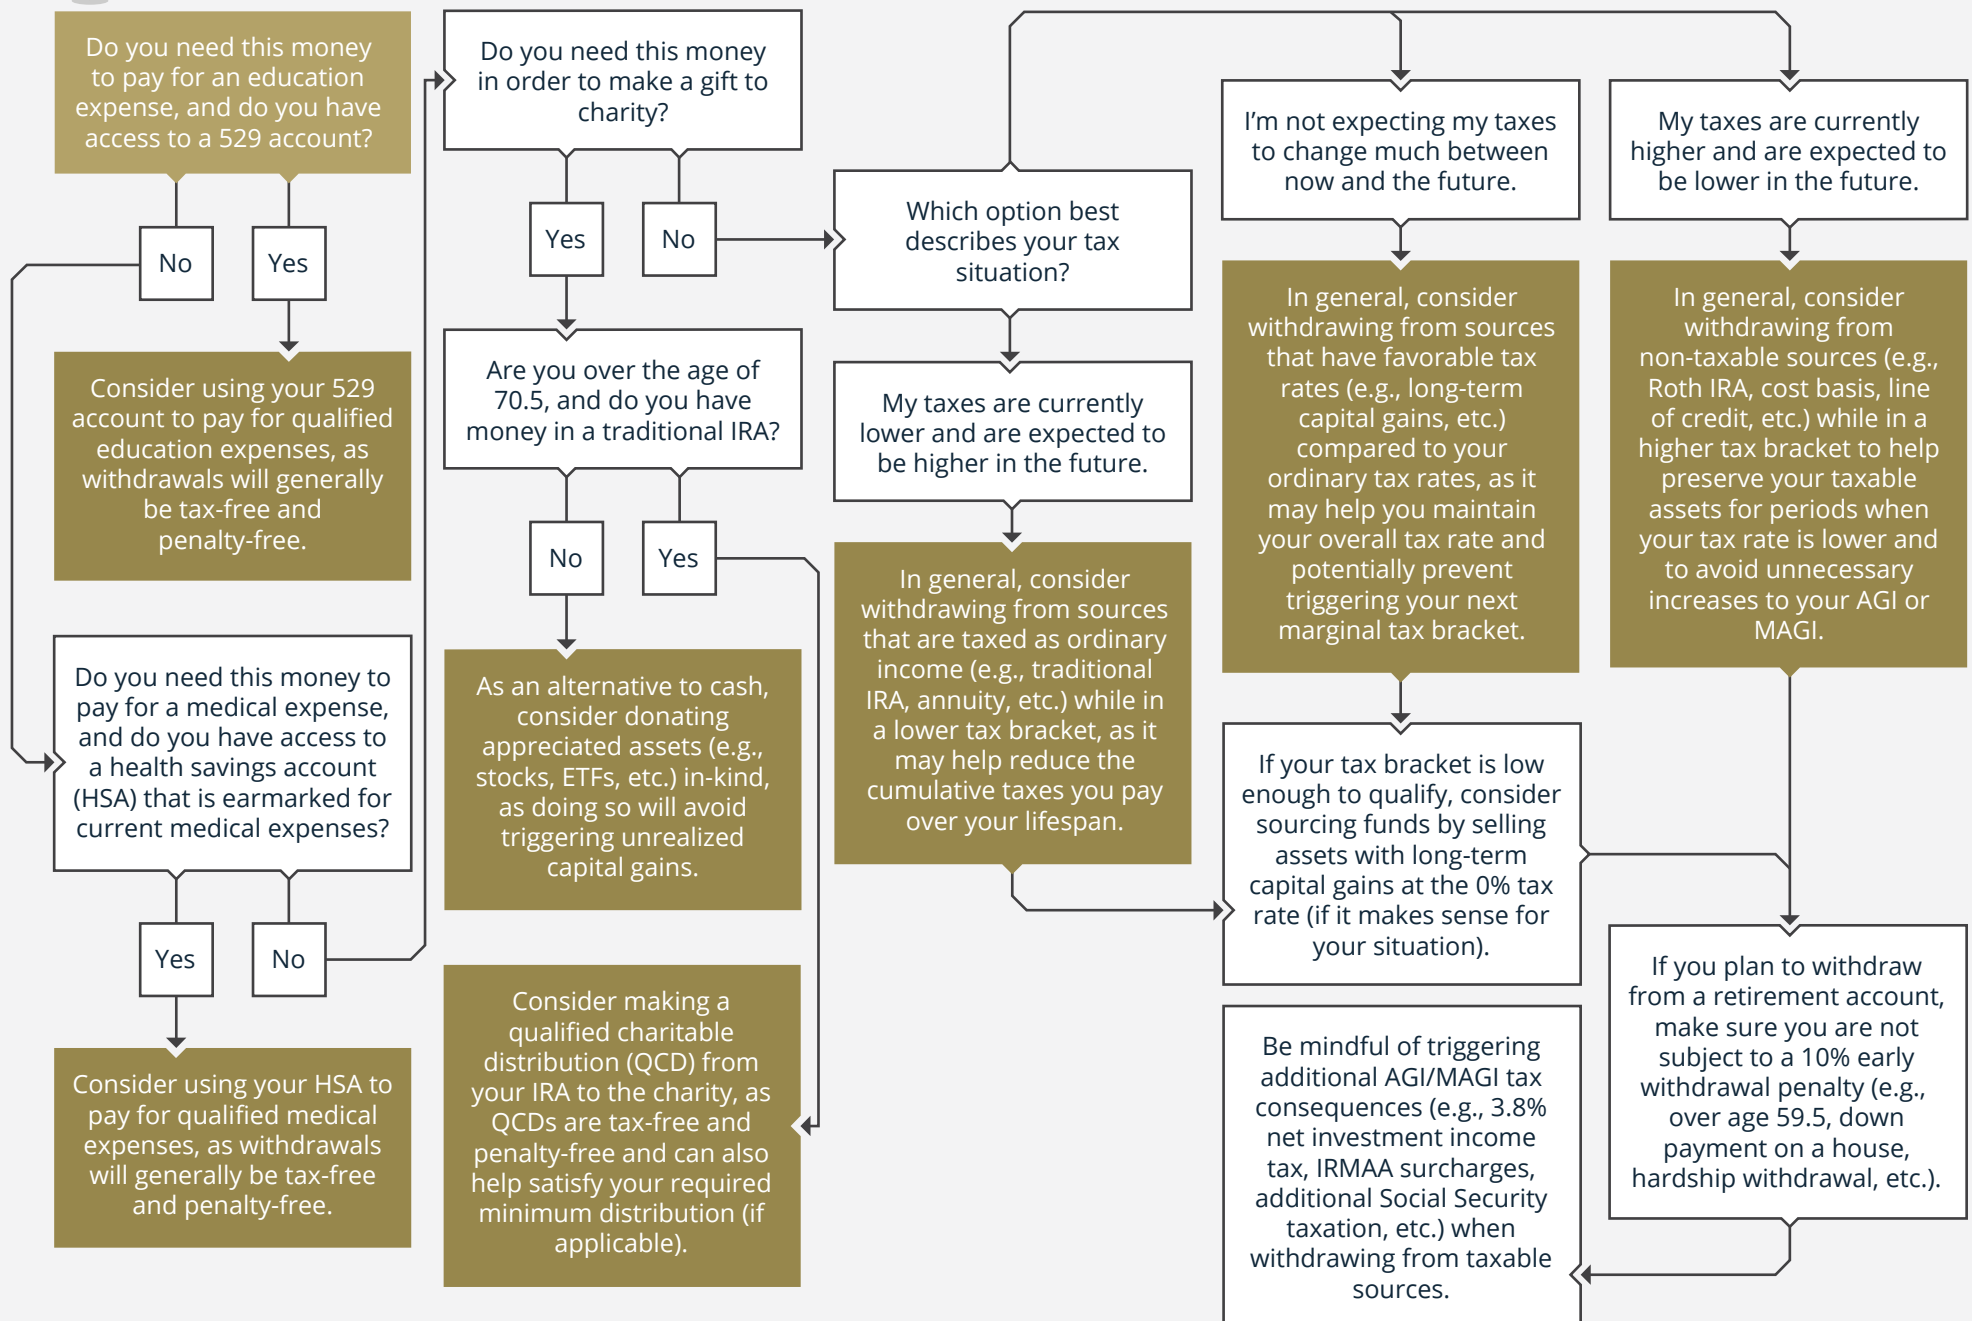 Do you need this money
to pay for an education
expense, and do you have
access to a 529 account?
No
Yes
Consider using your 529
account to pay for qualified
education expenses, as
withdrawals will generally
be tax-free and
penalty-free.
Do you need this money to
pay for a medical expense,
and do you have access to
a health savings account
(HSA) that is earmarked for
current medical expenses?
Yes
No
Consider using your HSA to
pay for qualified medical
expenses, as withdrawals
will generally be tax-free
and penalty-free.
Do you need this money
in order to make a gift to
charity?
Yes
No
Are you over the age of
70.5, and do you have
money in a traditional IRA?
No
Yes
As an alternative to cash,
consider donating
appreciated assets (e.g.,
stocks, ETFs, etc.) in-kind,
as doing so will avoid
triggering unrealized
capital gains.
Consider making a
qualified charitable
distribution (QCD) from
your IRA to the charity, as
QCDs are tax-free and
penalty-free and can also
help satisfy your required
minimum distribution (if
applicable).
Which option best
describes your tax
situation?
My taxes are currently
lower and are expected to
be higher in the future.
In general, consider
withdrawing from sources
that are taxed as ordinary
income (e.g., traditional
IRA, annuity, etc.) while in
a lower tax bracket, as it
may help reduce the
cumulative taxes you pay
over your lifespan.
I'm not expecting my taxes
to change much between
now and the future.
In general, consider
withdrawing from sources
that have favorable tax
rates (e.g., long-term
capital gains, etc.)
compared to your
ordinary tax rates, as it
may help you maintain
your overall tax rate and
potentially prevent
triggering your next
marginal tax bracket.
If your tax bracket is low
enough to qualify, consider
sourcing funds by selling
assets with long-term
capital gains at the 0% tax
rate (if it makes sense for
your situation).
Be mindful of triggering
additional AGI/MAGI tax
consequences (e.g., 3.8%
net investment income
tax, IRMAA surcharges,
additional Social Security
taxation, etc.) when
withdrawing from taxable
sources.
My taxes are currently
higher and are expected to
be lower in the future.
In general, consider
withdrawing from
non-taxable sources (e.g.,
Roth IRA, cost basis, line
of credit, etc.) while in a
higher tax bracket to help
preserve your taxable
assets for periods when
your tax rate is lower and
to avoid unnecessary
increases to your AGI or
MAGI.
If you plan to withdraw
from a retirement account,
make sure you are not
subject to a 10% early
withdrawal penalty (e.g.,
over age 59.5, down
payment on a house,
hardship withdrawal, etc.).